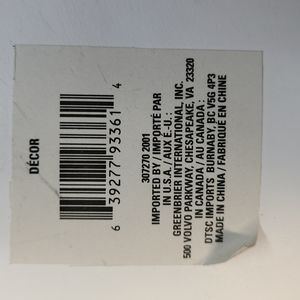 DÉCOR
6 39277 93361 4
307270 2001
IMPORTED BY / IMPORTÉ PAR
IN U.S.A. / AUX E.-U. :
GREENBRIER INTERNATIONAL, INC.
500 VOLVO PARKWAY, CHESAPEAKE, VA 23320
IN CANADA / AU CANADA :
DTSC IMPORTS BURNABY, B.C. V5G 4P3
MADE IN CHINA / FABRIQUÉ EN CHINE